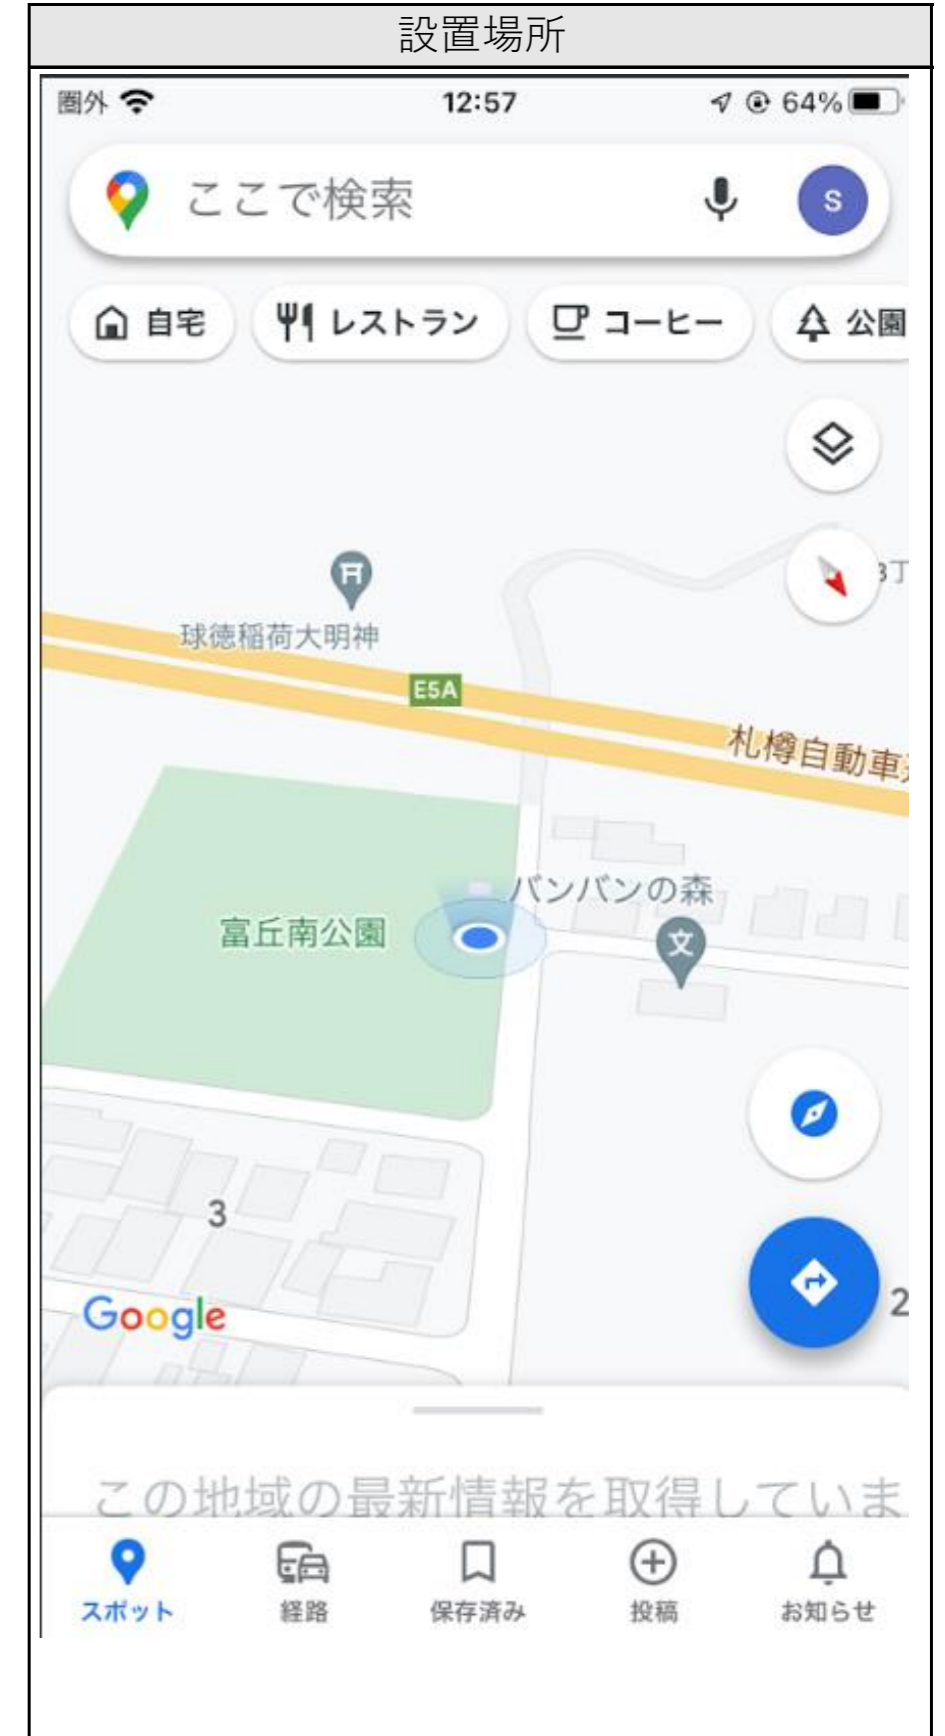 設置場所
圏外 12:57 64%
ここで検索 S
自宅 レストラン コーヒー 公園
3丁
球徳稲荷大明神
E5A
札樽自動車
バンバンの森
富丘南公園
文
3
Google
2
この地域の最新情報を取得していま
スポット 経路 保存済み 投稿 お知らせ